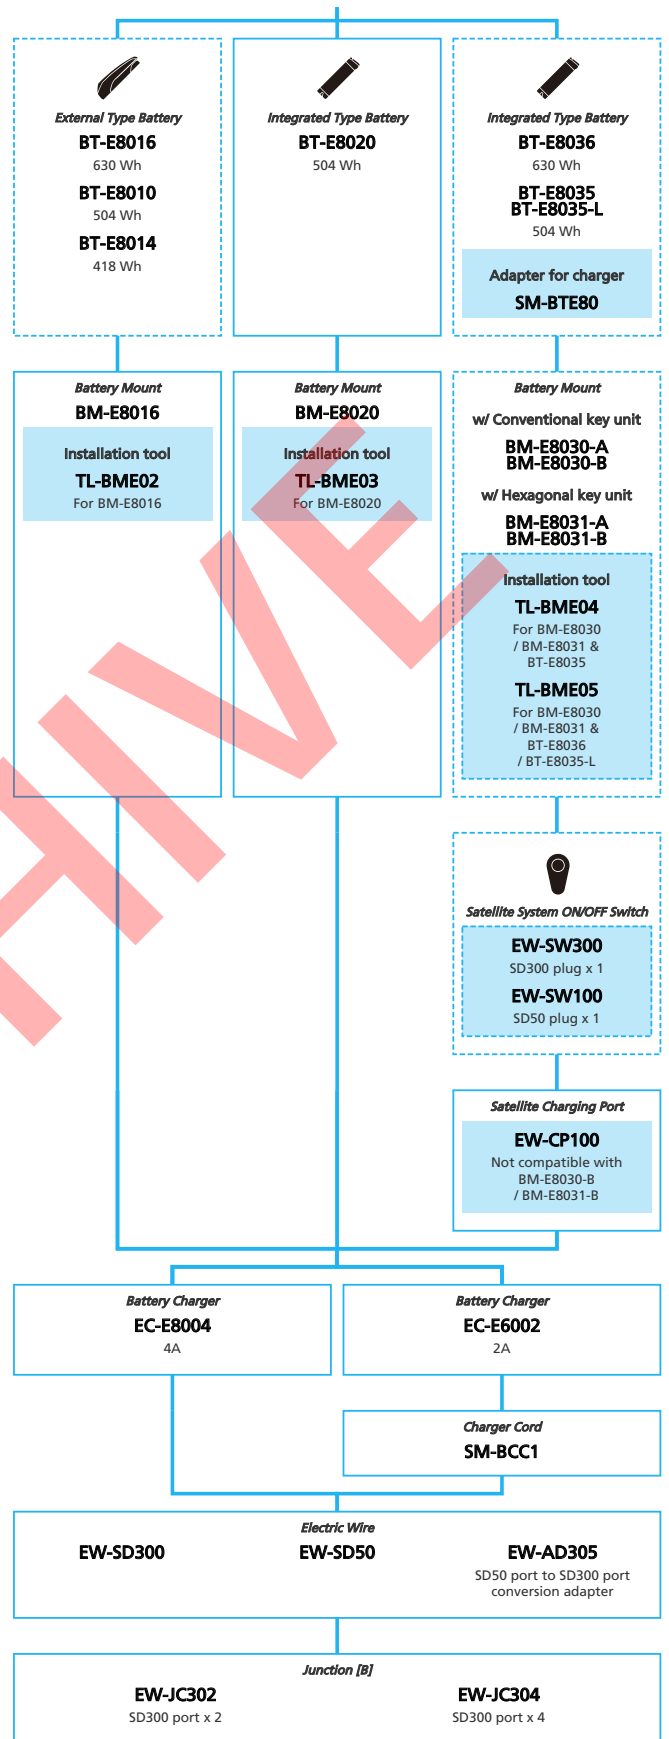 External Type Battery
BT-E8016
630 Wh
BT-E8010
504 Wh
BT-E8014
418 Wh
Integrated Type Battery
BT-E8020
504 Wh
Integrated Type Battery
BT-E8036
630 Wh
BT-E8035
BT-E8035-L
504 Wh
Adapter for charger
SM-BTE80
Battery Mount
BM-E8016
Installation tool
TL-BME02
For BM-E8016
Battery Mount
BM-E8020
Installation tool
TL-BME03
For BM-E8020
Battery Mount
w/ Conventional key unit
BM-E8030-A
BM-E8030-B
w/ Hexagonal key unit
BM-E8031-A
BM-E8031-B
Installation tool
TL-BME04
For BM-E8030
/ BM-E8031 &
BT-E8035
TL-BME05
For BM-E8030
/ BM-E8031 &
BT-E8036
/ BT-E8035-L
Satellite System ON/OFF Switch
EW-SW300
SD300 plug x 1
EW-SW100
SD50 plug x 1
Satellite Charging Port
EW-CP100
Not compatible with
BM-E8030-B
/ BM-E8031-B
Battery Charger
EC-E8004
4A
Battery Charger
EC-E6002
2A
Charger Cord
SM-BCC1
Electric Wire
EW-SD300
EW-SD50
EW-AD305
SD50 port to SD300 port
conversion adapter
Junction [B]
EW-JC302
SD300 port x 2
EW-JC304
SD300 port x 4
HIVE